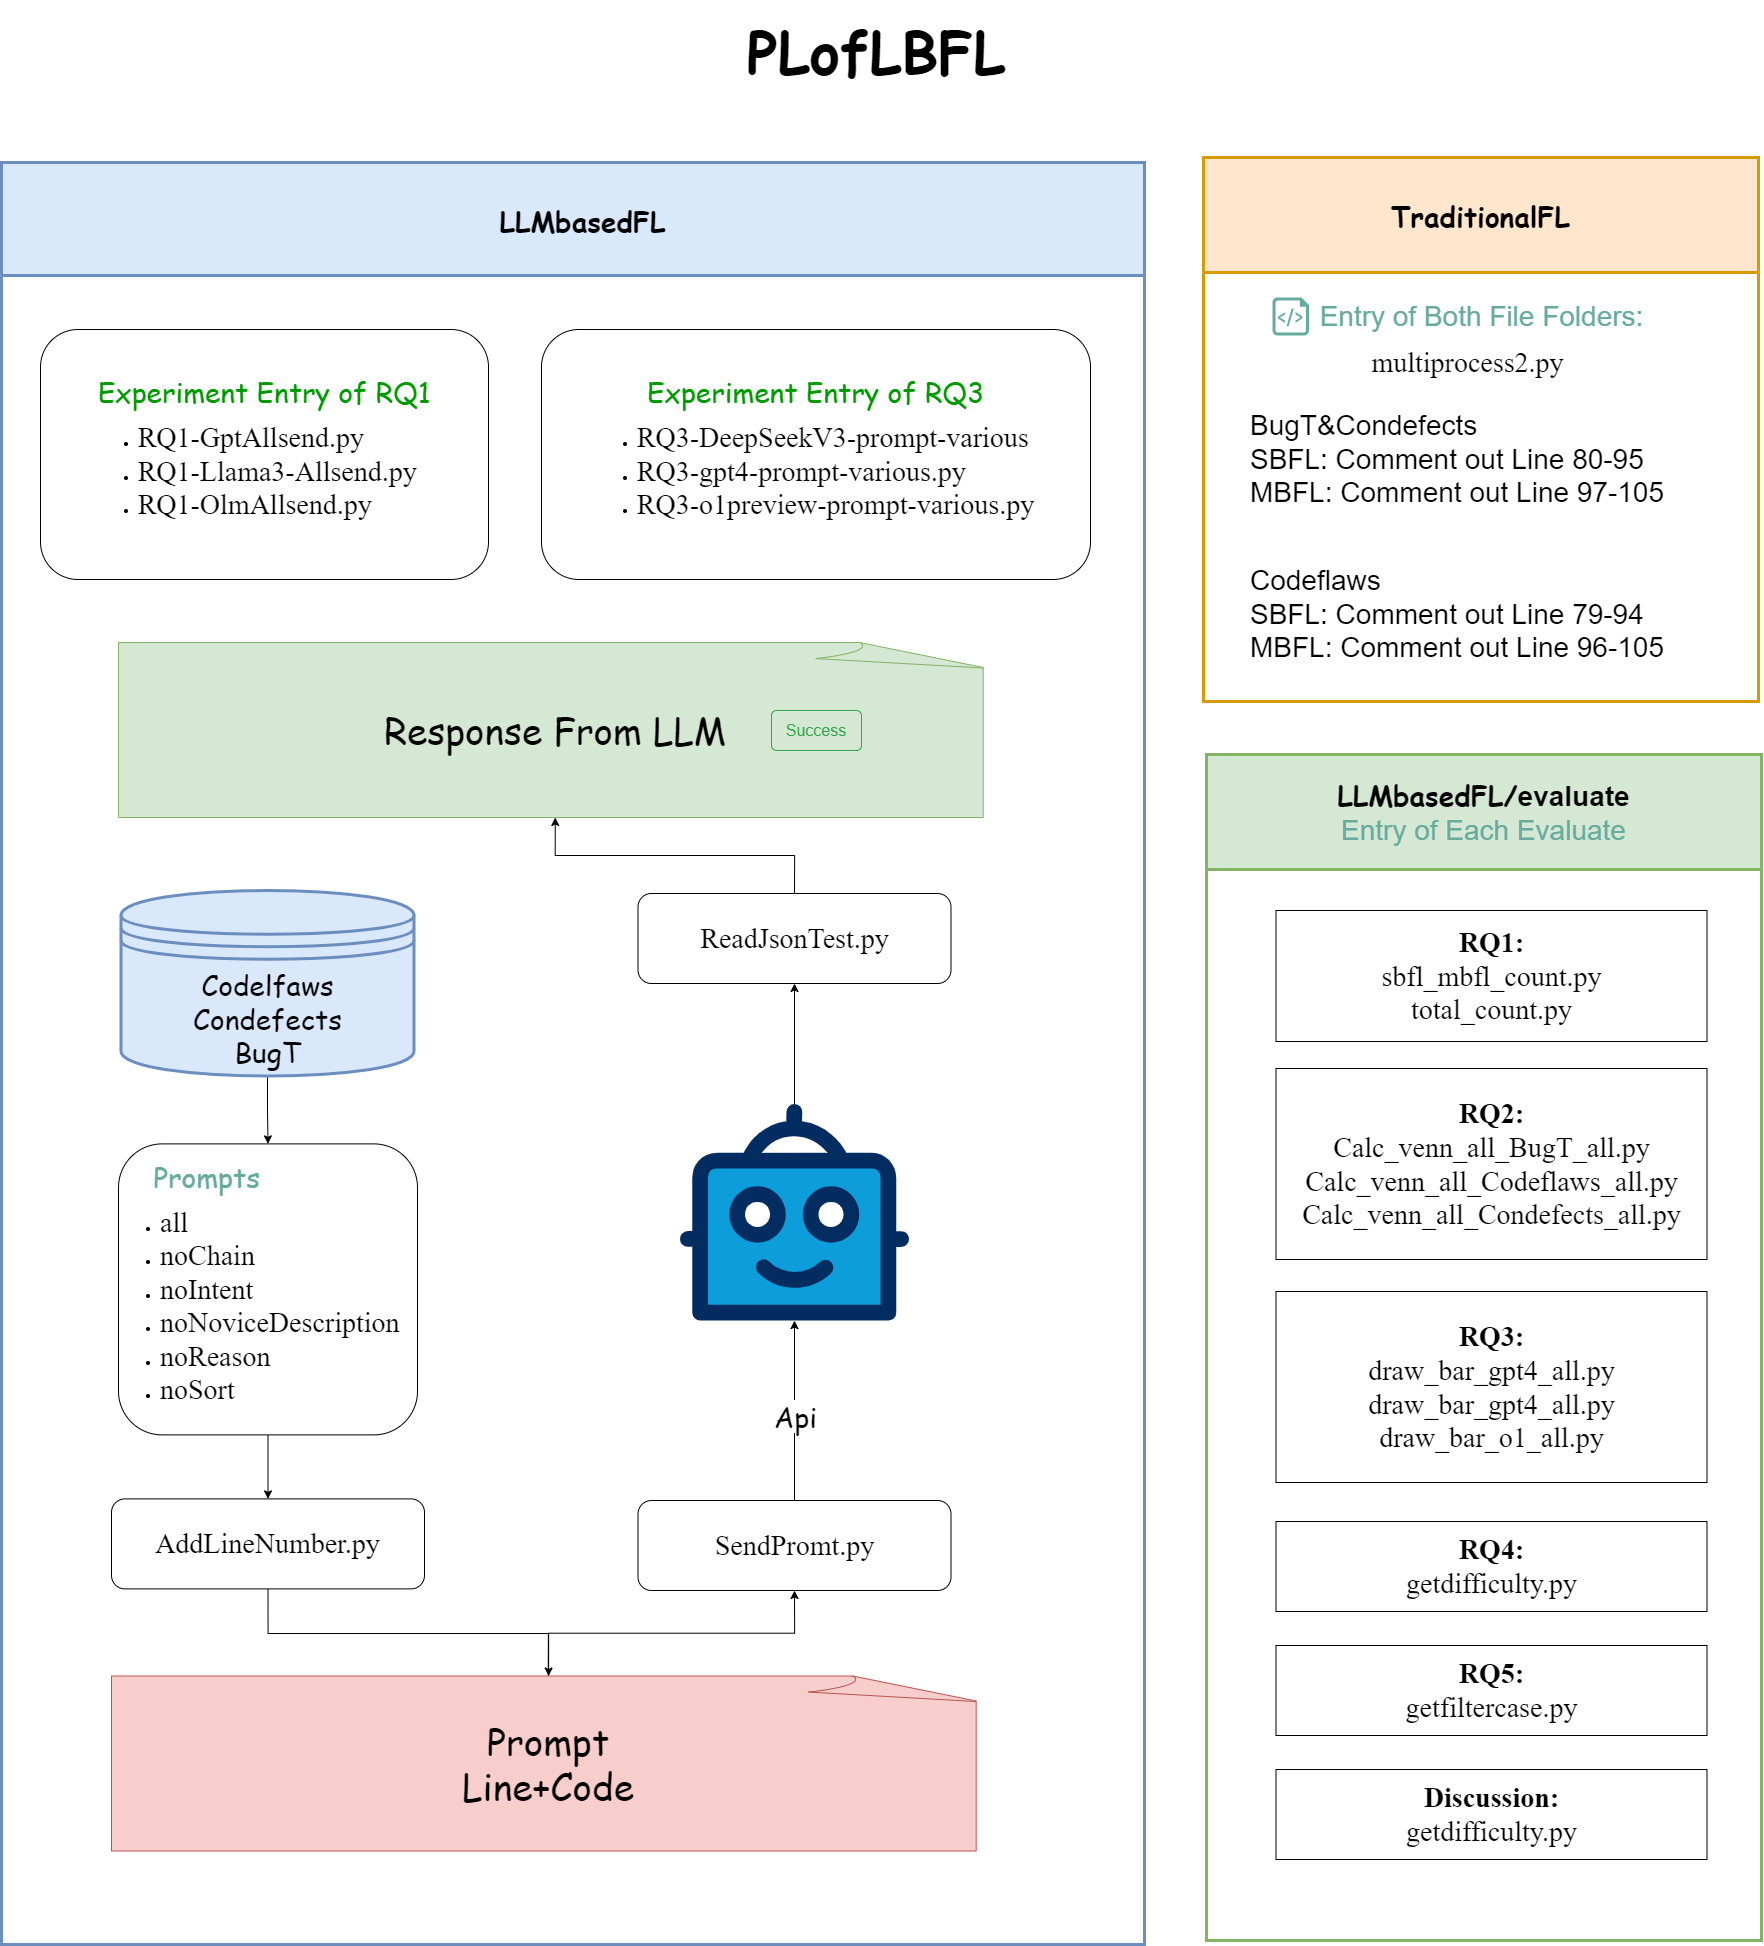 PLofLBFL
LLMbasedFL
Experiment Entry of RQ1
RQ1-GptAllsend.py
RQ1-Llama3-Allsend.py
RQ1-OlmAllsend.py
Experiment Entry of RQ3
RQ3-DeepSeekV3-prompt-various
RQ3-gpt4-prompt-various.py
RQ3-o1preview-prompt-various.py
Response From LLM
Success
ReadJsonTest.py
Codelfaws
Condefects
BugT
Prompts
all
noChain
noIntent
noNoviceDescription
noReason
noSort
Api
AddLineNumber.py
SendPromt.py
Prompt
Line+Code
TraditionalFL
</> Entry of Both File Folders:
multiprocess2.py
BugT&Condefects
SBFL: Comment out Line 80-95
MBFL: Comment out Line 97-105
Codeflaws
SBFL: Comment out Line 79-94
MBFL: Comment out Line 96-105
LLMbasedFL/evaluate
Entry of Each Evaluate
RQ1:
sbfl_mbfl_count.py
total_count.py
RQ2:
Calc_venn_all_BugT_all.py
Calc_venn_all_Codeflaws_all.py
Calc_venn_all_Condefects_all.py
RQ3:
draw_bar_gpt4_all.py
draw_bar_gpt4_all.py
draw_bar_o1_all.py
RQ4:
getdifficulty.py
RQ5:
getfiltercase.py
Discussion:
getdifficulty.py